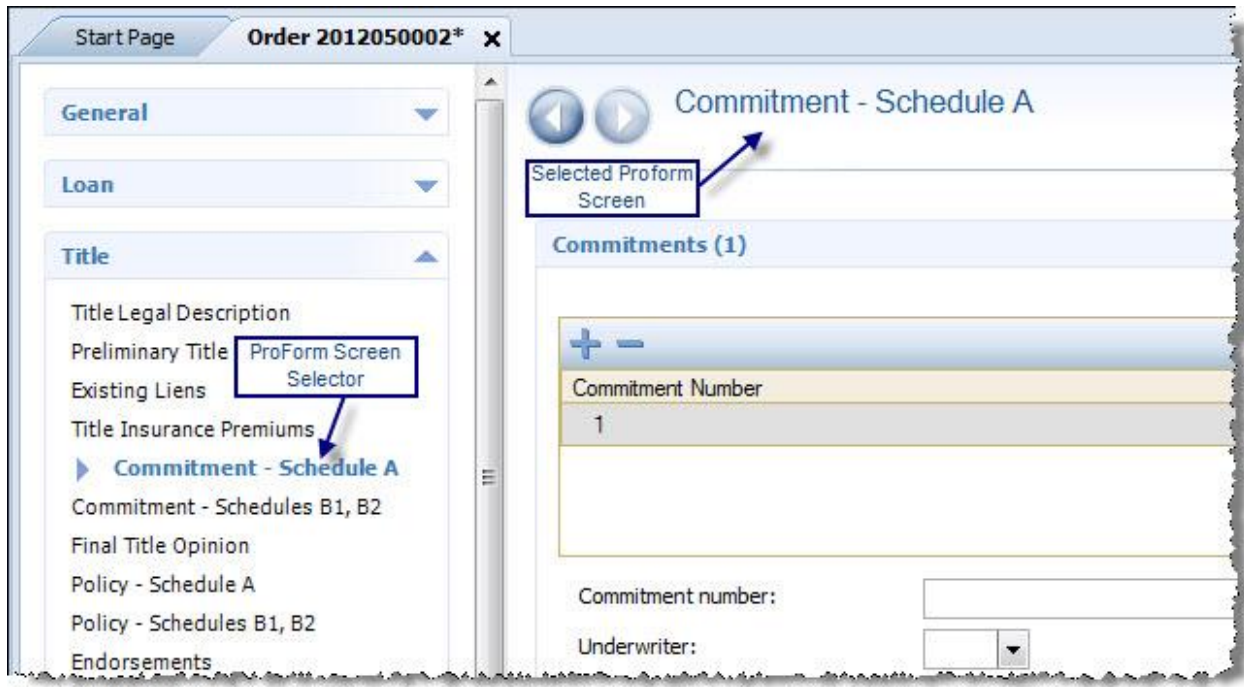 Start Page
Order 2012050002*
General
Loan
Title
Title Legal Description
Preliminary Title
Existing Liens
Title Insurance Premiums
Commitment - Schedule A
Commitment - Schedules B1, B2
Final Title Opinion
Policy - Schedule A
Policy - Schedules B1, B2
Endorsements
ProForm Screen
Selector
Commitment - Schedule A
Selected Proform
Screen
Commitments (1)
Commitment Number
1
Commitment number:
Underwriter: